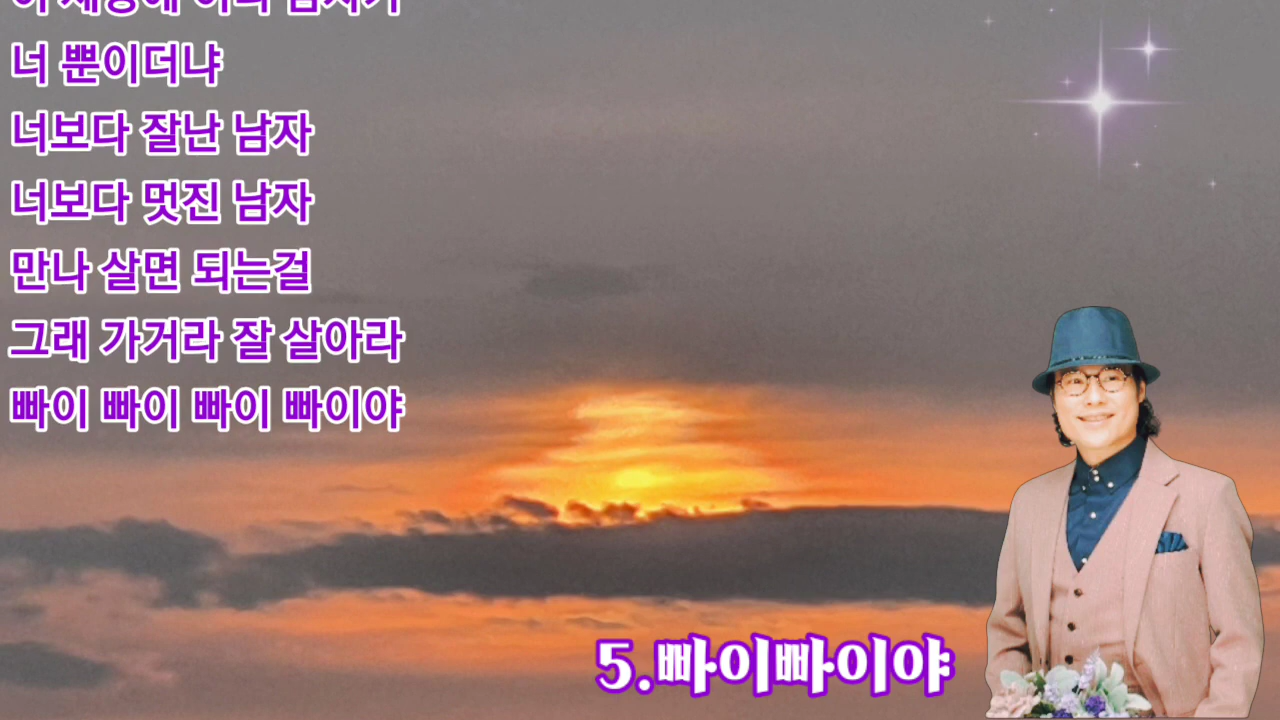 너 뿐이더냐
너보다 잘난 남자
너보다 멋진 남자
만나 살면 되는걸
그래 가거라 잘 살아라
빠이 빠이 빠이 빠이야
5.빠이빠이야